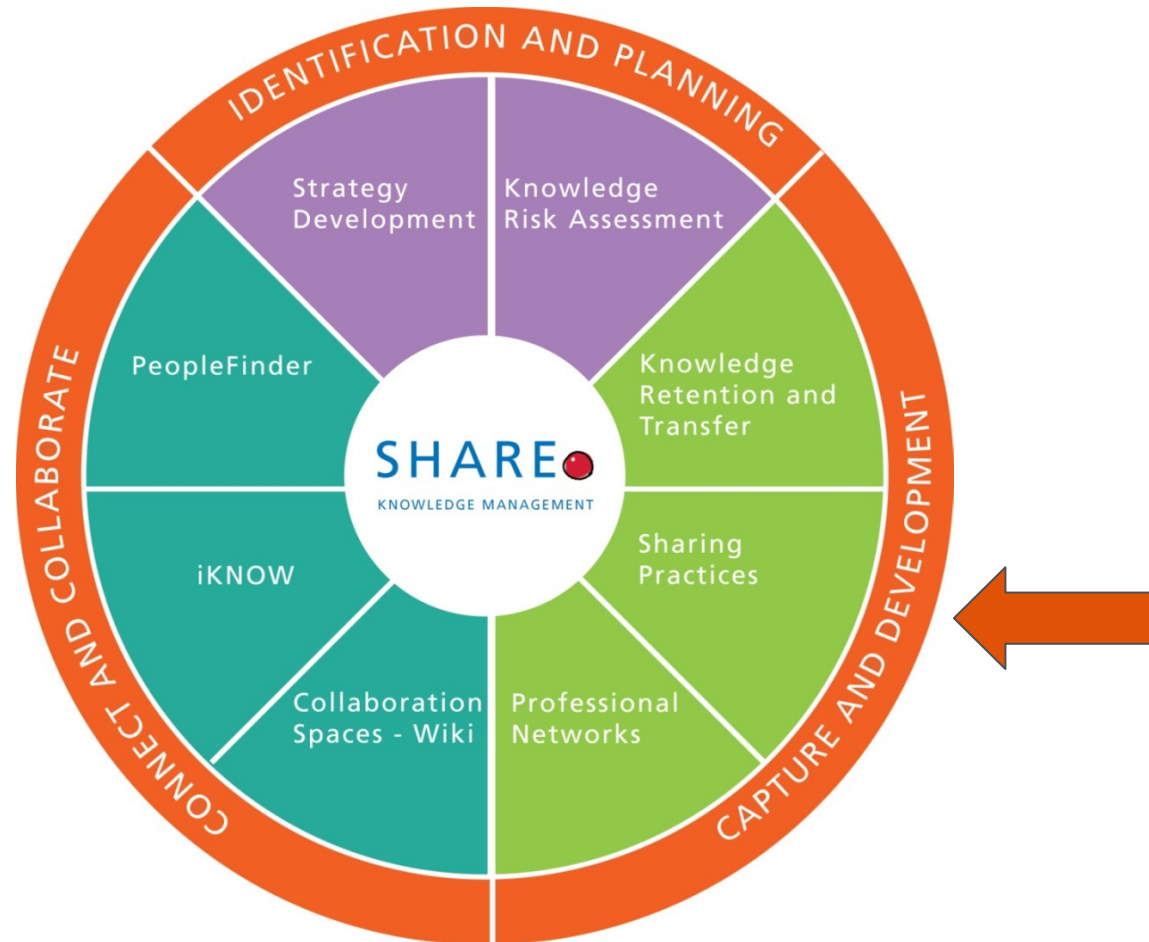 IDENTIFICATION AND PLANNING
Strategy
Development
Knowledge
Risk Assessment
PeopleFinder
Knowledge
Retention and
Transfer
CONNECT AND COLLABORATE
SHARE
KNOWLEDGE MANAGEMENT
CAPTURE AND DEVELOPMENT
iKNOW
Sharing
Practices
Collaboration
Spaces - Wiki
Professional
Networks